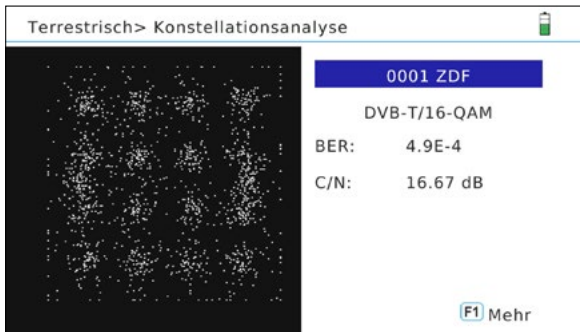 Terrestrisch> Konstellationsanalyse
0001 ZDF
DVB-T/16-QAM
BER: 4.9E-4
C/N: 16.67 dB
F1 Mehr